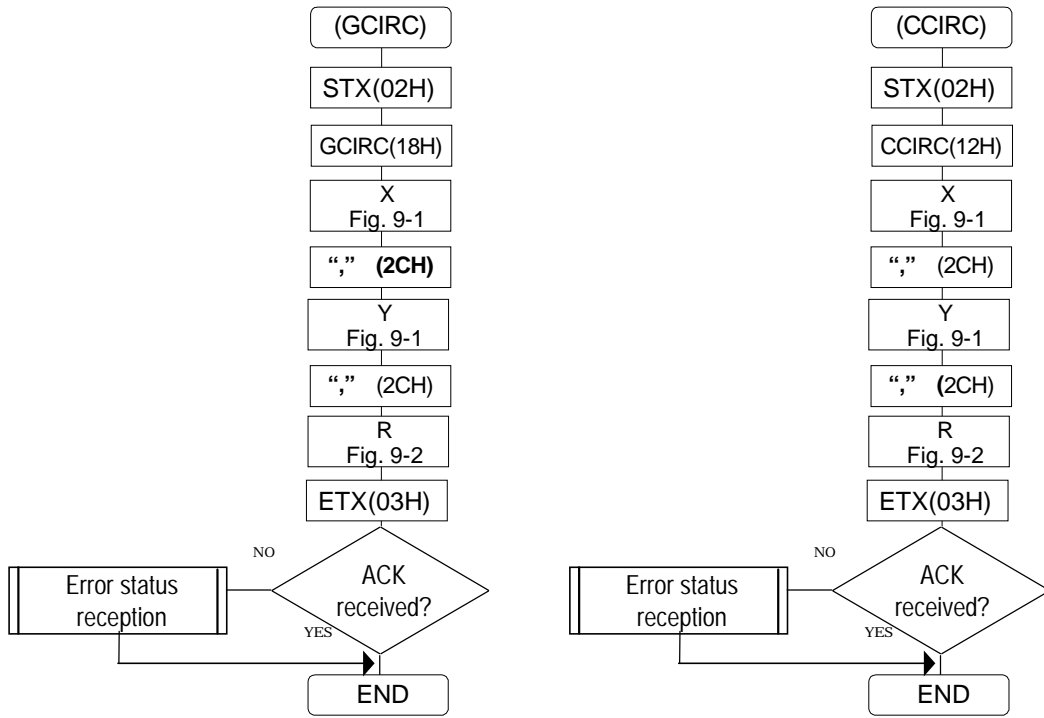 (GCIRC)
STX(02H)
GCIRC(18H)
X
Fig. 9-1
“,” (2CH)
Y
Fig. 9-1
“,” (2CH)
R
Fig. 9-2
ETX(03H)
NO
ACK
received?
Error status
reception
YES
END
(CCIRC)
STX(02H)
CCIRC(12H)
X
Fig. 9-1
“,” (2CH)
Y
Fig. 9-1
“,” (2CH)
R
Fig. 9-2
ETX(03H)
NO
ACK
received?
Error status
reception
YES
END